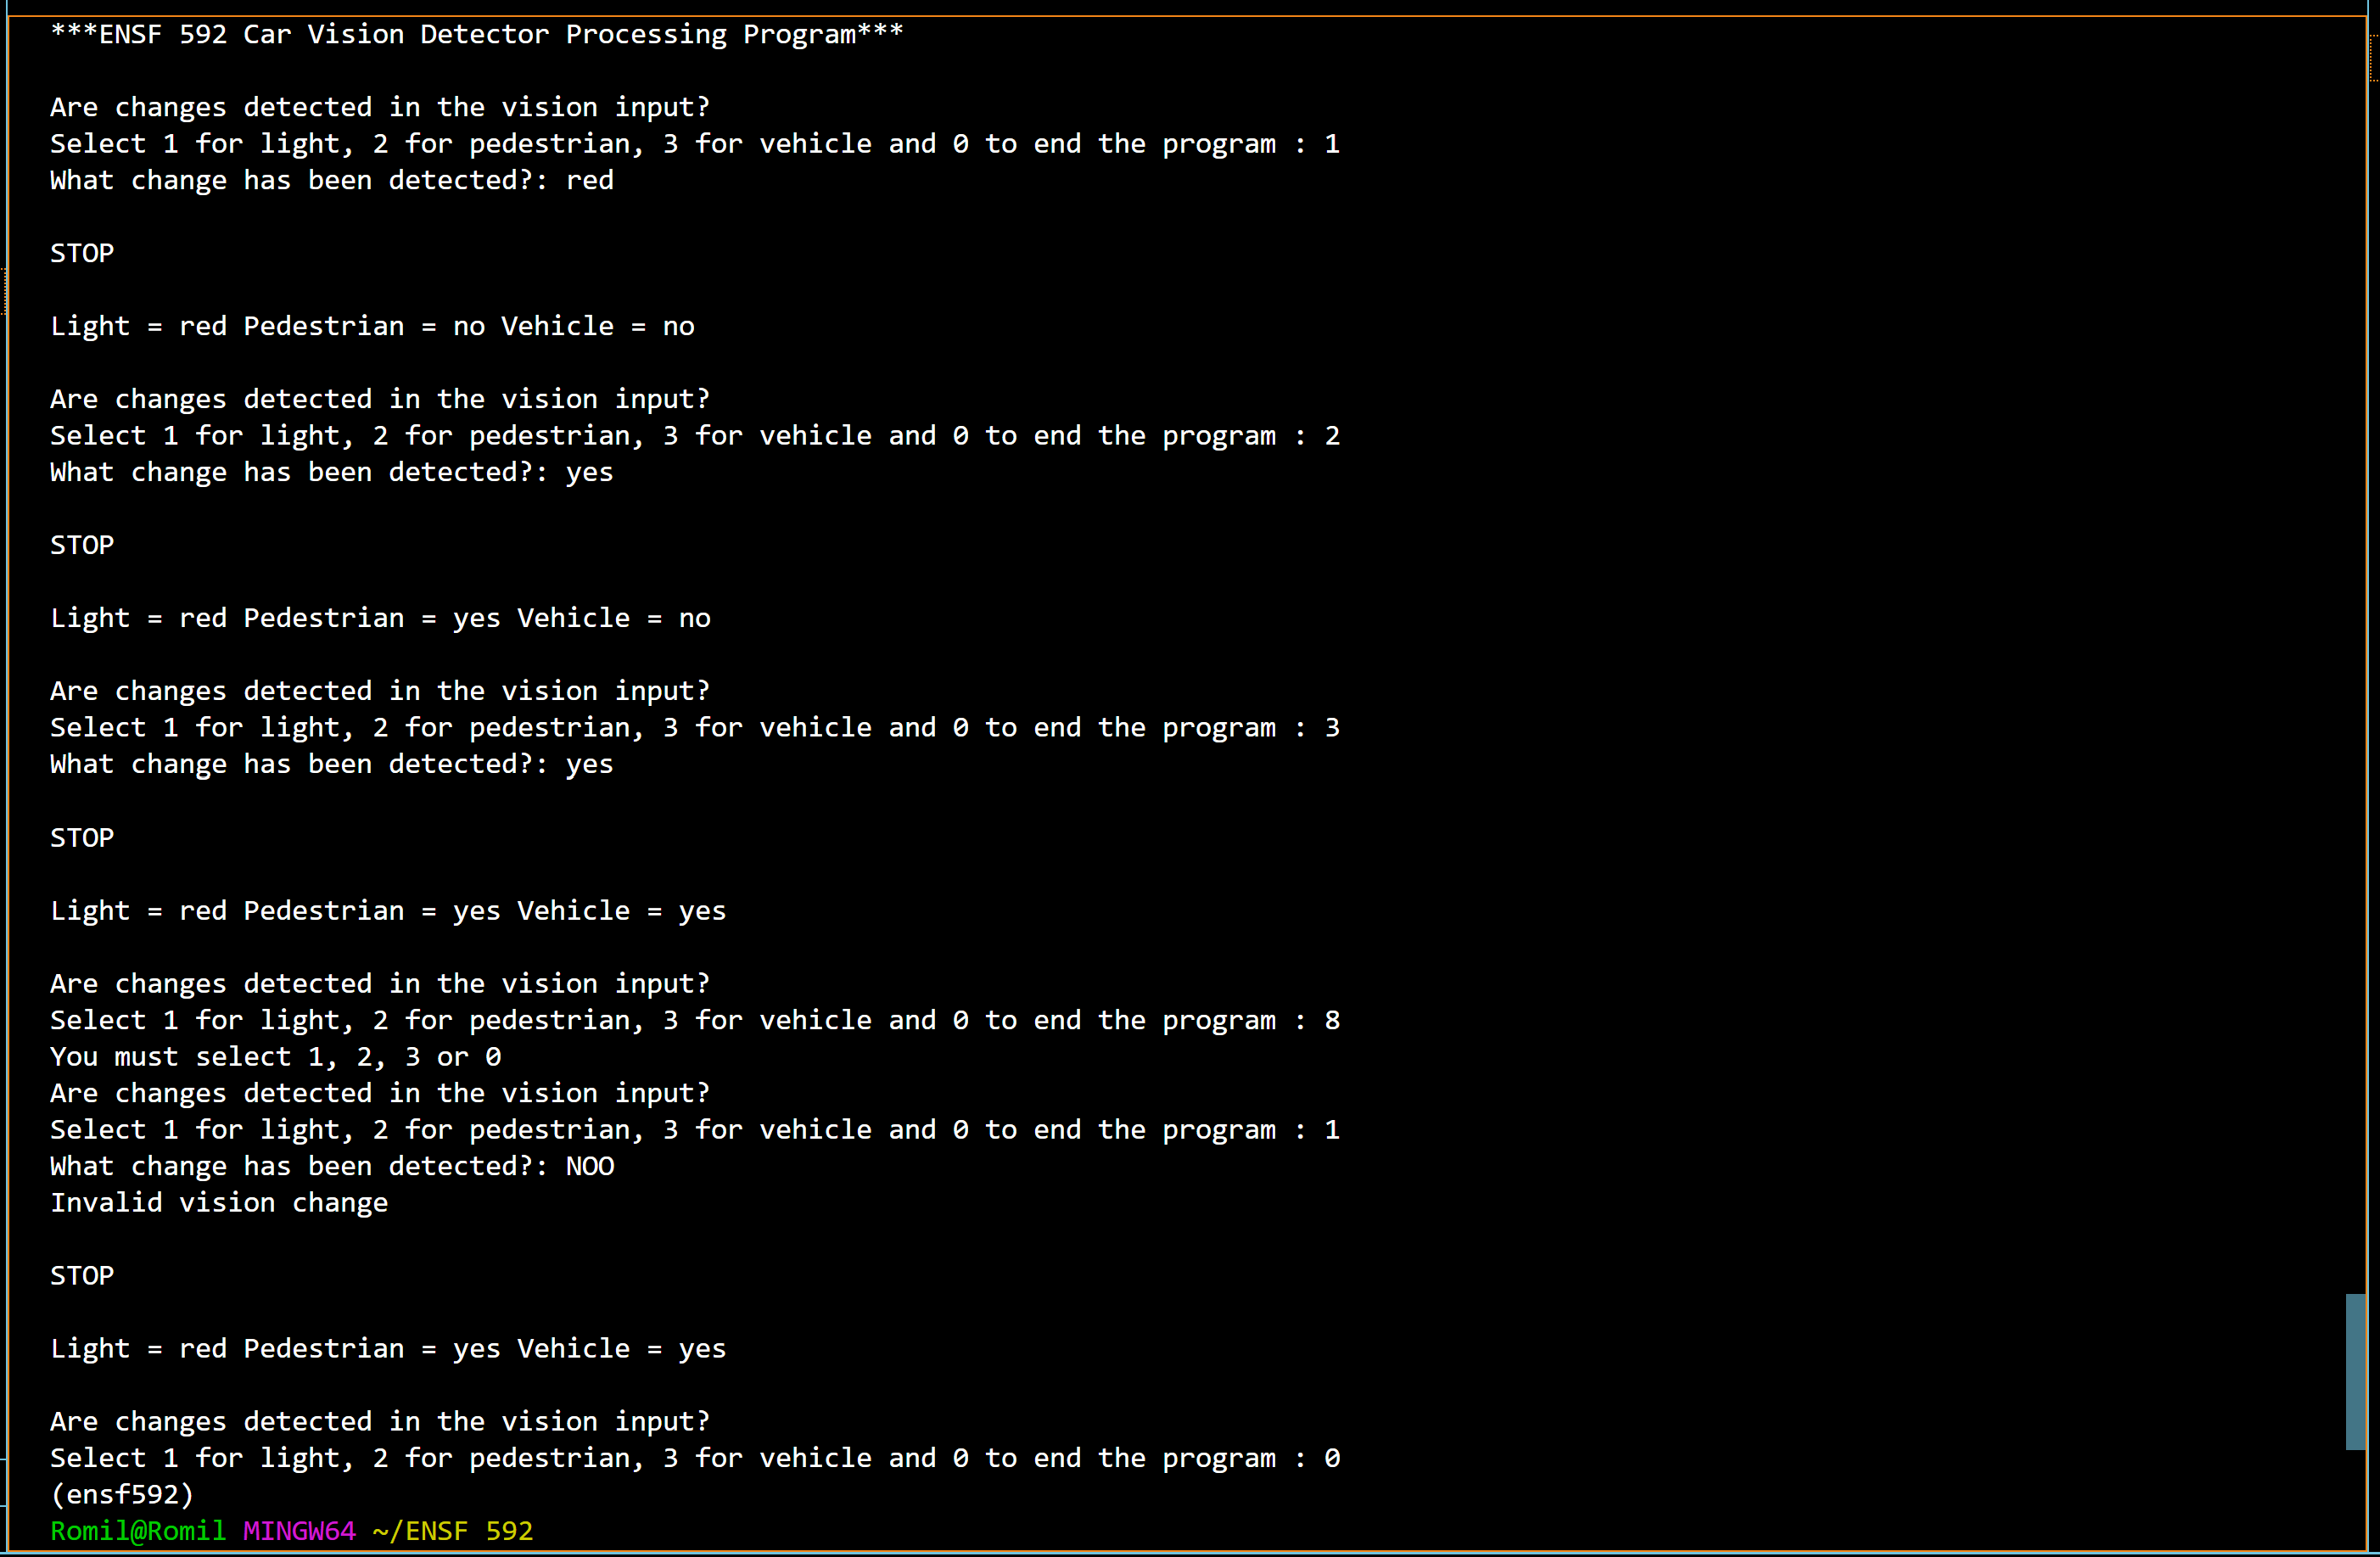 ***ENSF 592 Car Vision Detector Processing Program***
Are changes detected in the vision input?
Select 1 for light, 2 for pedestrian, 3 for vehicle and 0 to end the program : 1
What change has been detected?: red
STOP
Light = red Pedestrian = no Vehicle = no
Are changes detected in the vision input?
Select 1 for light, 2 for pedestrian, 3 for vehicle and 0 to end the program : 2
What change has been detected?: yes
STOP
Light = red Pedestrian = yes Vehicle = no
Are changes detected in the vision input?
Select 1 for light, 2 for pedestrian, 3 for vehicle and 0 to end the program : 3
What change has been detected?: yes
STOP
Light = red Pedestrian = yes Vehicle = yes
Are changes detected in the vision input?
Select 1 for light, 2 for pedestrian, 3 for vehicle and 0 to end the program : 8
You must select 1, 2, 3 or 0
Are changes detected in the vision input?
Select 1 for light, 2 for pedestrian, 3 for vehicle and 0 to end the program : 1
What change has been detected?: NOO
Invalid vision change
STOP
Light = red Pedestrian = yes Vehicle = yes
Are changes detected in the vision input?
Select 1 for light, 2 for pedestrian, 3 for vehicle and 0 to end the program : 0
(ensf592)
Romil@Romil MINGW64 ~/ENSF 592